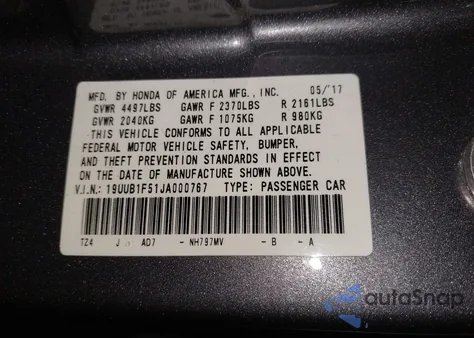 MFD. BY HONDA OF AMERICA MFG., INC. 05/'17
GVWR 4497LBS GAWR F 2370LBS R 2161LBS
GVWR 2040KG GAWR F 1075KG R 980KG
THIS VEHICLE CONFORMS TO ALL APPLICABLE
FEDERAL MOTOR VEHICLE SAFETY, BUMPER,
AND THEFT PREVENTION STANDARDS IN EFFECT
ON THE DATE OF MANUFACTURE SHOWN ABOVE.
V.I.N.: 19UUB1F51JA000767 TYPE: PASSENGER CAR
TZ4 J AD7 - NH797MV - B - A
autoSnap